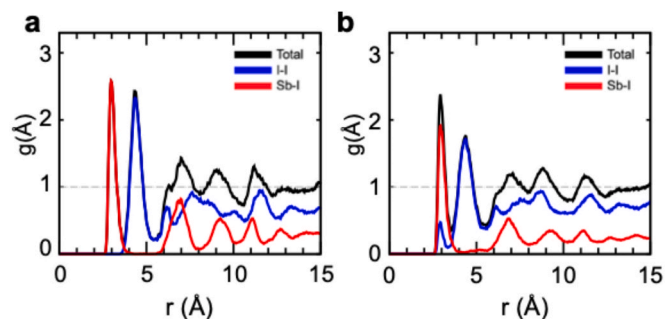 a
3
2
1
0
g(Å)
Total
I-I
Sb-I
0 5 10 15
r (Å)
b
3
2
1
0
g(Å)
Total
I-I
Sb-I
0 5 10 15
r (Å)